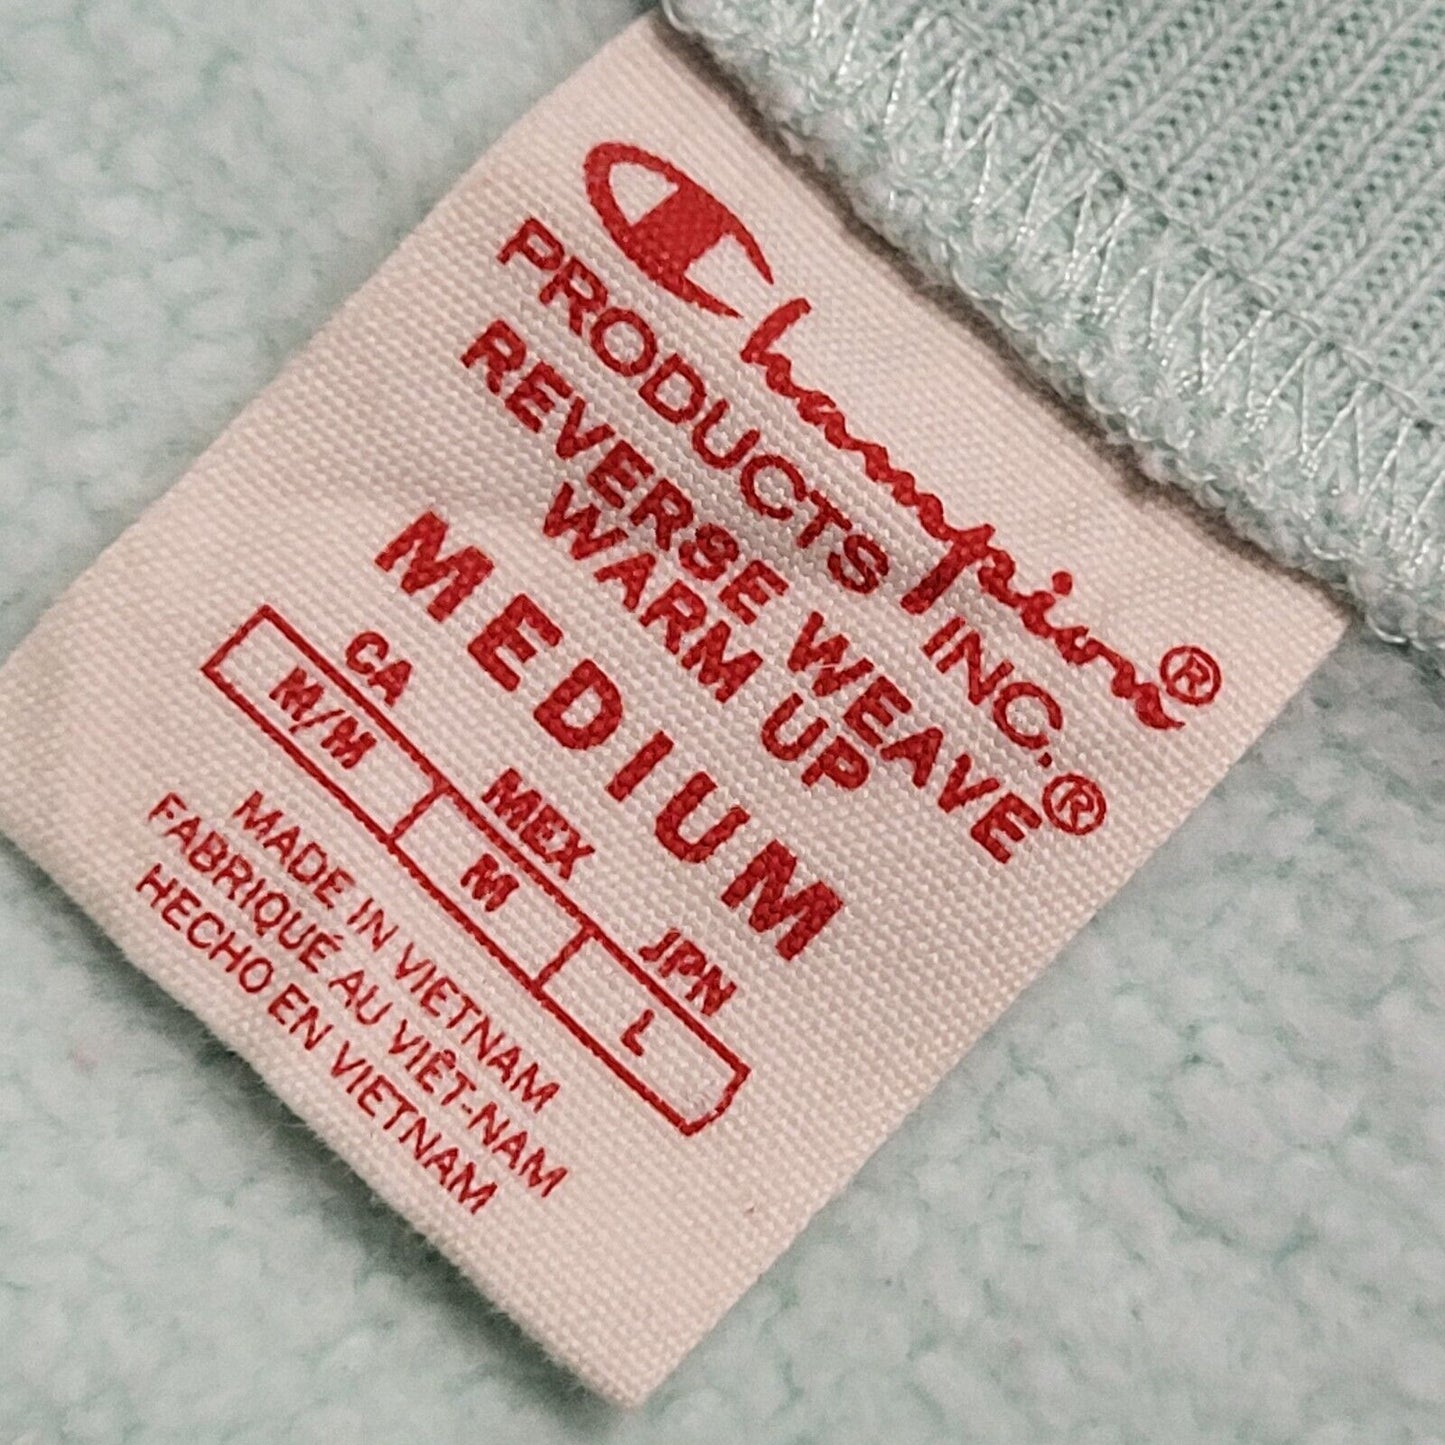 Champion®
PRODUCTS INC.
REVERSE WEAVE®
WARM UP
MEDIUM
CA MEX JPN
M/M M L
MADE IN VIETNAM
FABRIQUÉ AU VIÊT-NAM
HECHO EN VIETNAM